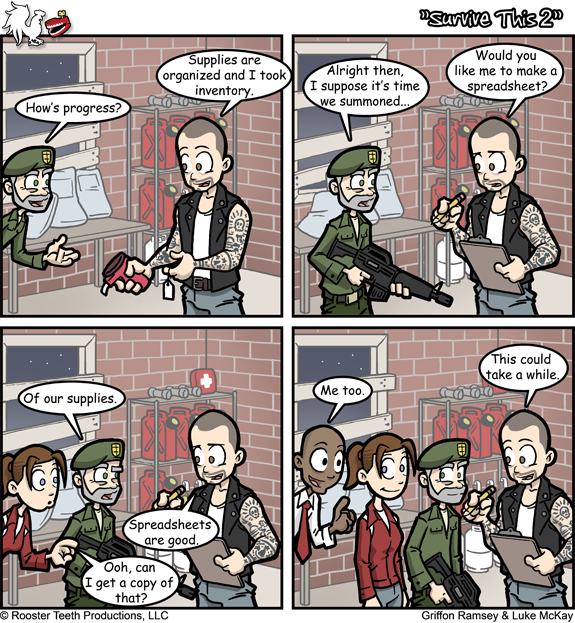 "Survive This 2"
How's progress?
Supplies are
organized and I took
inventory.
Alright then,
I suppose it's time
we summoned...
Would you
like me to make a
spreadsheet?
Of our supplies.
Spreadsheets
are good.
Ooh, can
I get a copy of
that?
Me too.
This could
take a while.
© Rooster Teeth Productions, LLC
Griffon Ramsey & Luke McKay